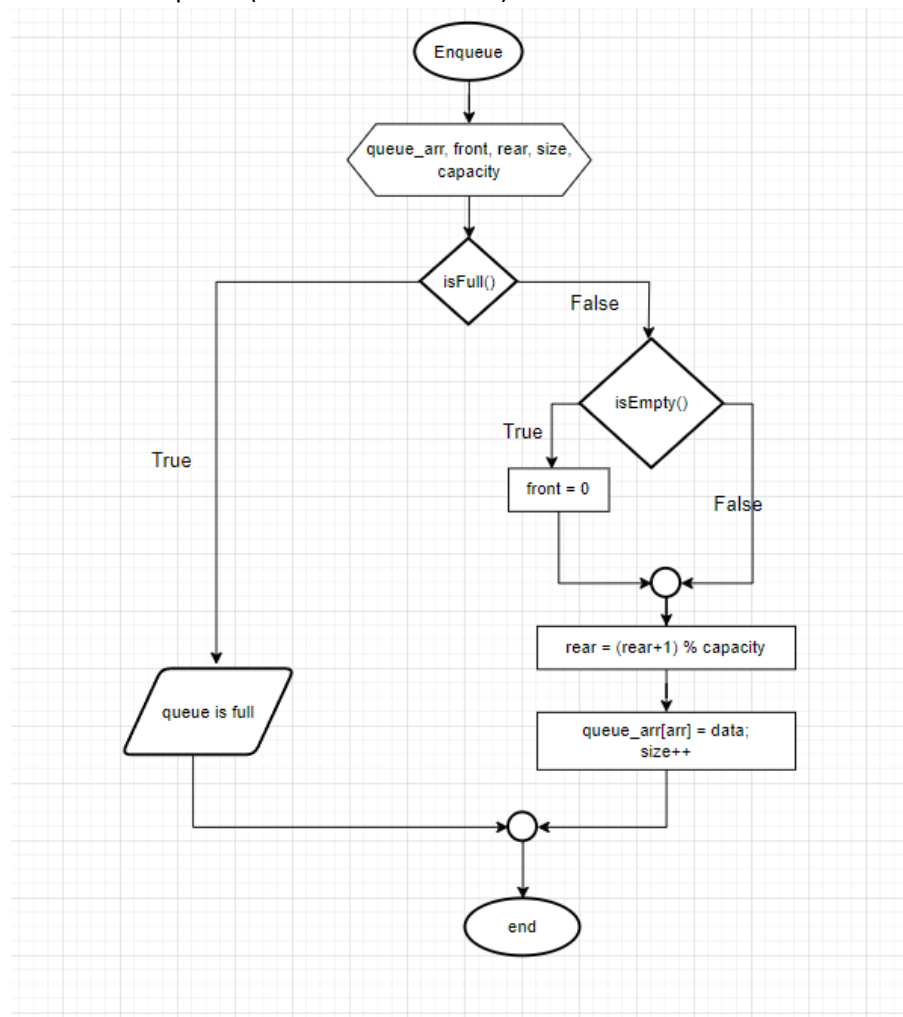 Enqueue
queue_arr, front, rear, size,
capacity
isFull()
False
isEmpty()
True
True
front = 0
False
rear = (rear+1) % capacity
queue is full
queue_arr[arr] = data;
size++
end